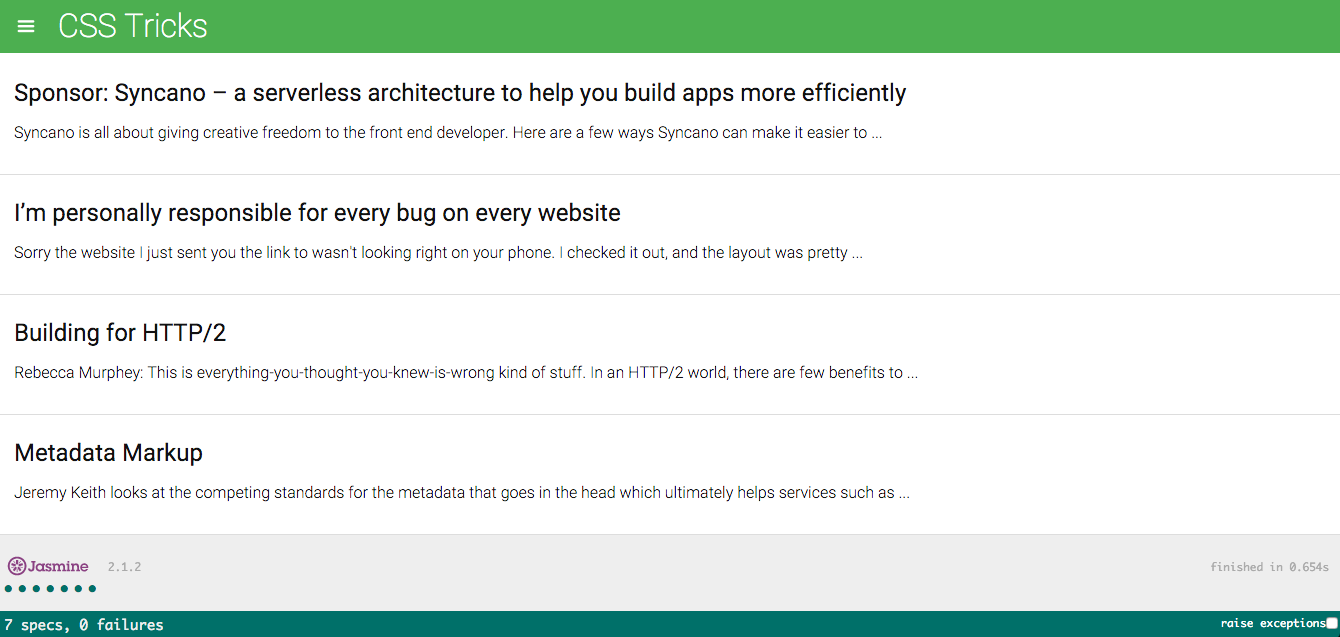 CSS Tricks
Sponsor: Syncano – a serverless architecture to help you build apps more efficiently
Syncano is all about giving creative freedom to the front end developer. Here are a few ways Syncano can make it easier to ...
I’m personally responsible for every bug on every website
Sorry the website I just sent you the link to wasn't looking right on your phone. I checked it out, and the layout was pretty ...
Building for HTTP/2
Rebecca Murphey: This is everything-you-thought-you-knew-is-wrong kind of stuff. In an HTTP/2 world, there are few benefits to ...
Metadata Markup
Jeremy Keith looks at the competing standards for the metadata that goes in the head which ultimately helps services such as ...
Jasmine 2.1.2 finished in 0.654s
7 specs, 0 failures raise exceptions